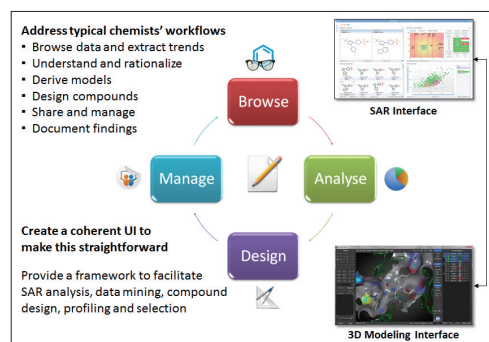 Address typical chemists' workflows
▪ Browse data and extract trends
▪ Understand and rationalize
▪ Derive models
▪ Design compounds
▪ Share and manage
▪ Document findings
SAR Interface
Browse
Manage
Analyse
Design
Create a coherent UI to
make this straightforward
Provide a framework to facilitate
SAR analysis, data mining, compound
design, profiling and selection
3D Modeling Interface